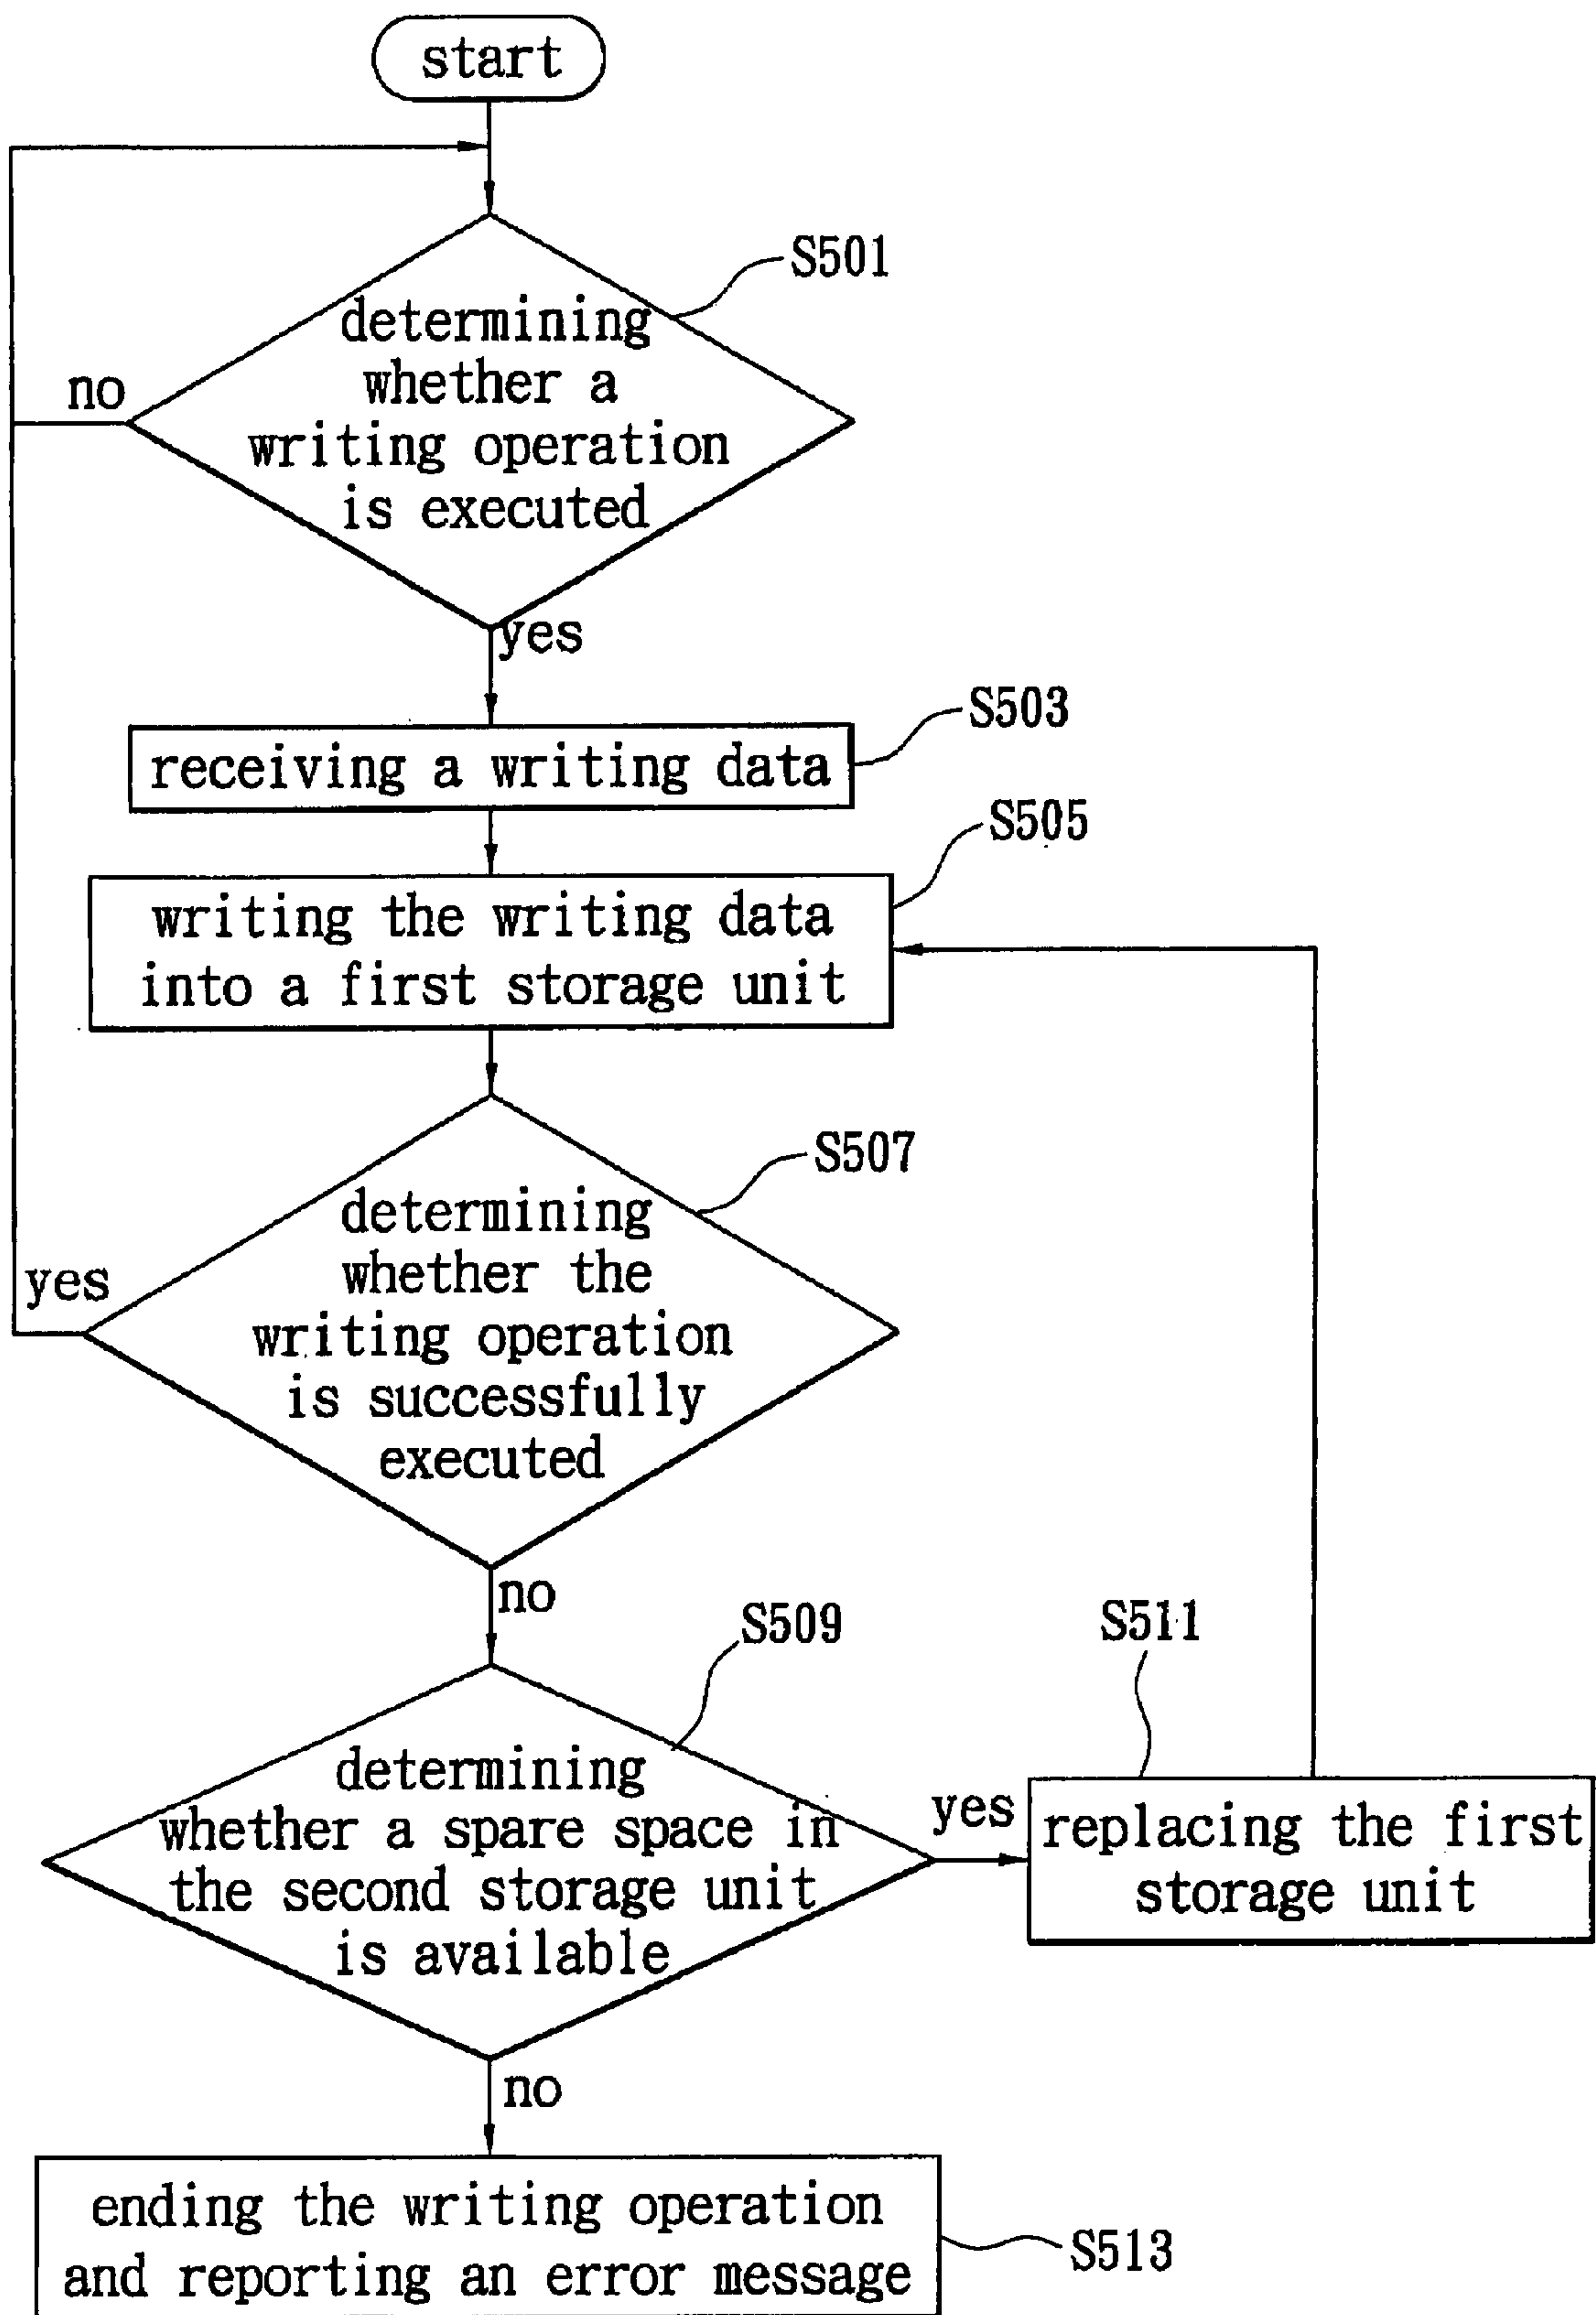 start
S501
determining
whether a
writing operation
is executed
no
yes
S503
receiving a writing data
S505
writing the writing data
into a first storage unit
S507
determining
whether the
writing operation
is successfully
executed
yes
no
S509
S511
determining
whether a spare space in
the second storage unit
is available
yes
replacing the first
storage unit
no
ending the writing operation
and reporting an error message
S513